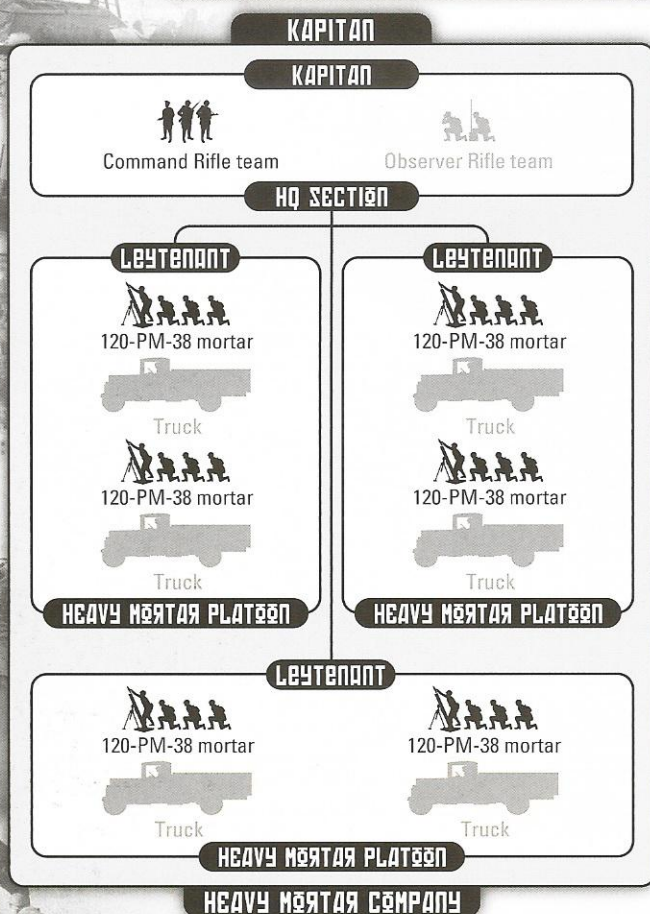 KAPITAN
KAPITAN
Command Rifle team
Observer Rifle team
HQ SECTION
LEYTENANT
120-PM-38 mortar
Truck
120-PM-38 mortar
Truck
HEAVY MORTAR PLATOON
LEYTENANT
120-PM-38 mortar
Truck
120-PM-38 mortar
Truck
HEAVY MORTAR PLATOON
LEYTENANT
120-PM-38 mortar
Truck
120-PM-38 mortar
Truck
HEAVY MORTAR PLATOON
HEAVY MORTAR COMPANY